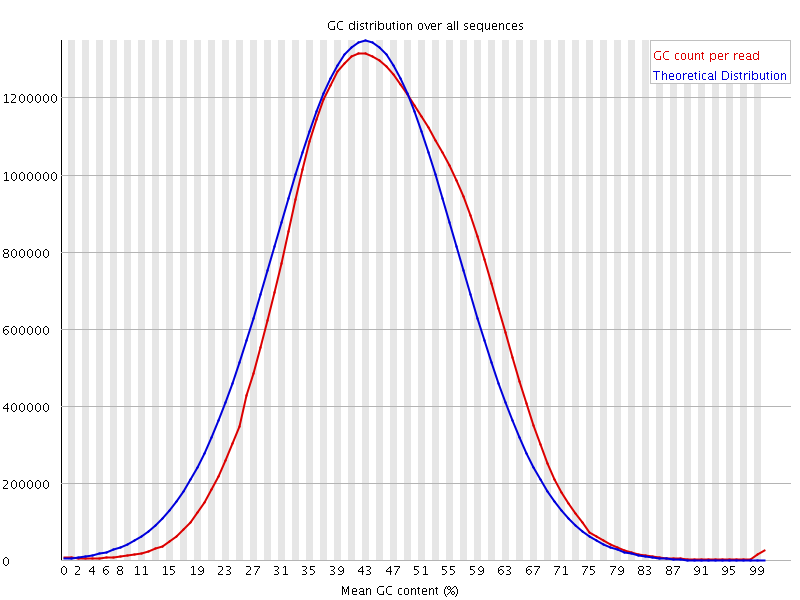 GC distribution over all sequences
GC count per read
Theoretical Distribution
1200000
1000000
800000
600000
400000
200000
0
0 2 4 6 8 11 15 19 23 27 31 35 39 43 47 51 55 59 63 67 71 75 79 83 87 91 95 99
Mean GC content (%)